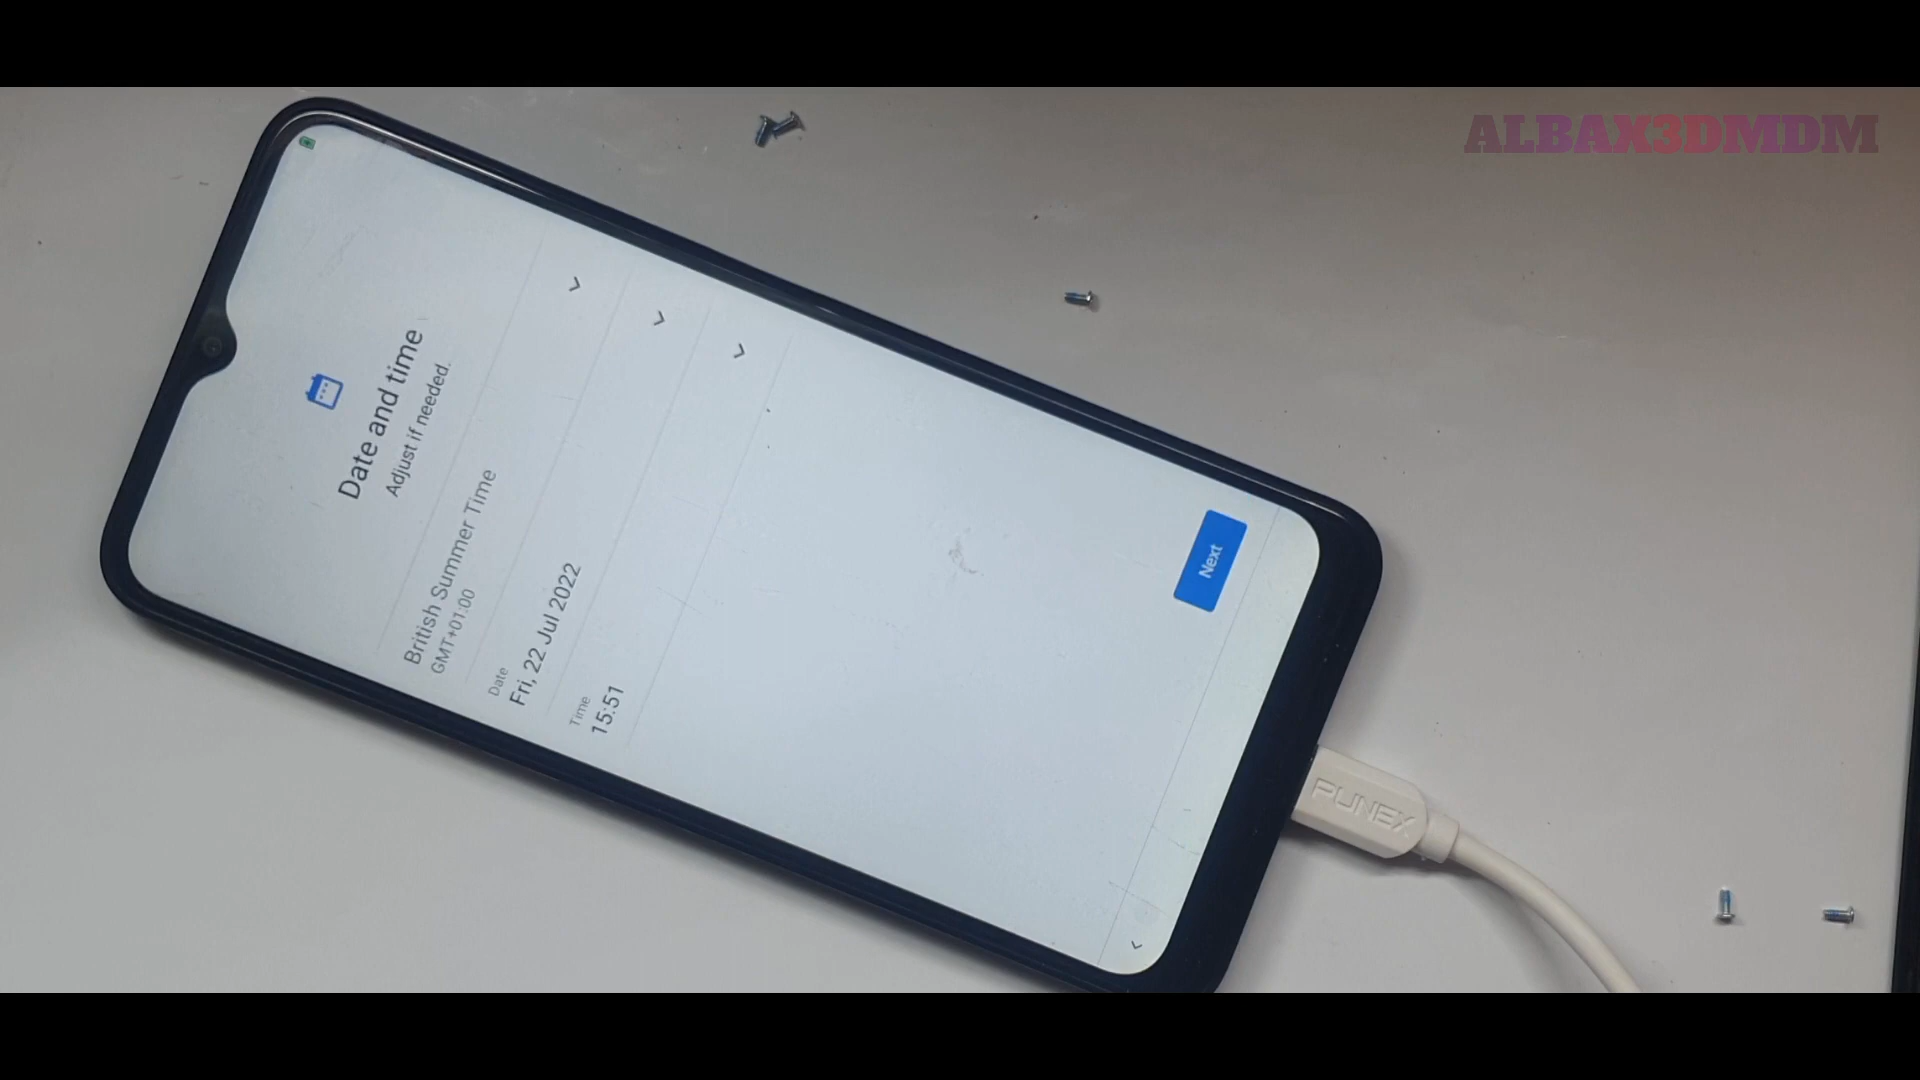 ALBAX3DMDM
Date and time
Adjust if needed.
British Summer Time
GMT+01:00
Date
Fri, 22 Jul 2022
Time
15:51
Next
PUNEX